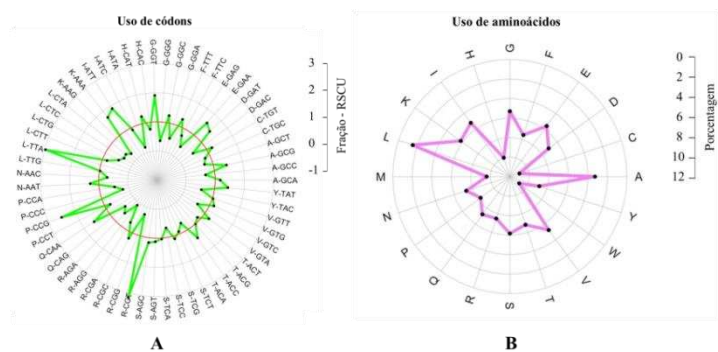 Uso de códons
G-GGT
G-GGG
G-GGC
G-GGA
F-TTT
F-TTC
E-GAG
E-GAA
D-GAT
D-GAC
C-TGT
C-TGC
A-GCT
A-GCG
A-GCC
A-GCA
Y-TAT
Y-TAC
V-GTT
V-GTG
V-GTC
V-GTA
T-ACT
T-ACG
T-ACC
T-ACA
S-TCT
S-TCG
S-TCC
S-TCA
S-AGT
S-AGC
R-CGG
R-CGC
R-CGA
R-AGG
R-AGA
Q-CAG
Q-CAA
P-CCT
P-CCG
P-CCC
P-CCA
N-AAT
N-AAC
L-TTG
L-TTA
L-CTT
L-CTG
L-CTC
L-CTA
K-AAG
K-AAA
I-ATT
I-ATC
I-ATA
H-CAT
H-CAC
3
2
1
0
-1
Fração - RSCU
A
Uso de aminoácidos
G
F
E
D
C
A
Y
W
V
T
S
R
Q
P
N
M
L
K
I
H
0
2
4
6
8
10
12
Porcentagem
B